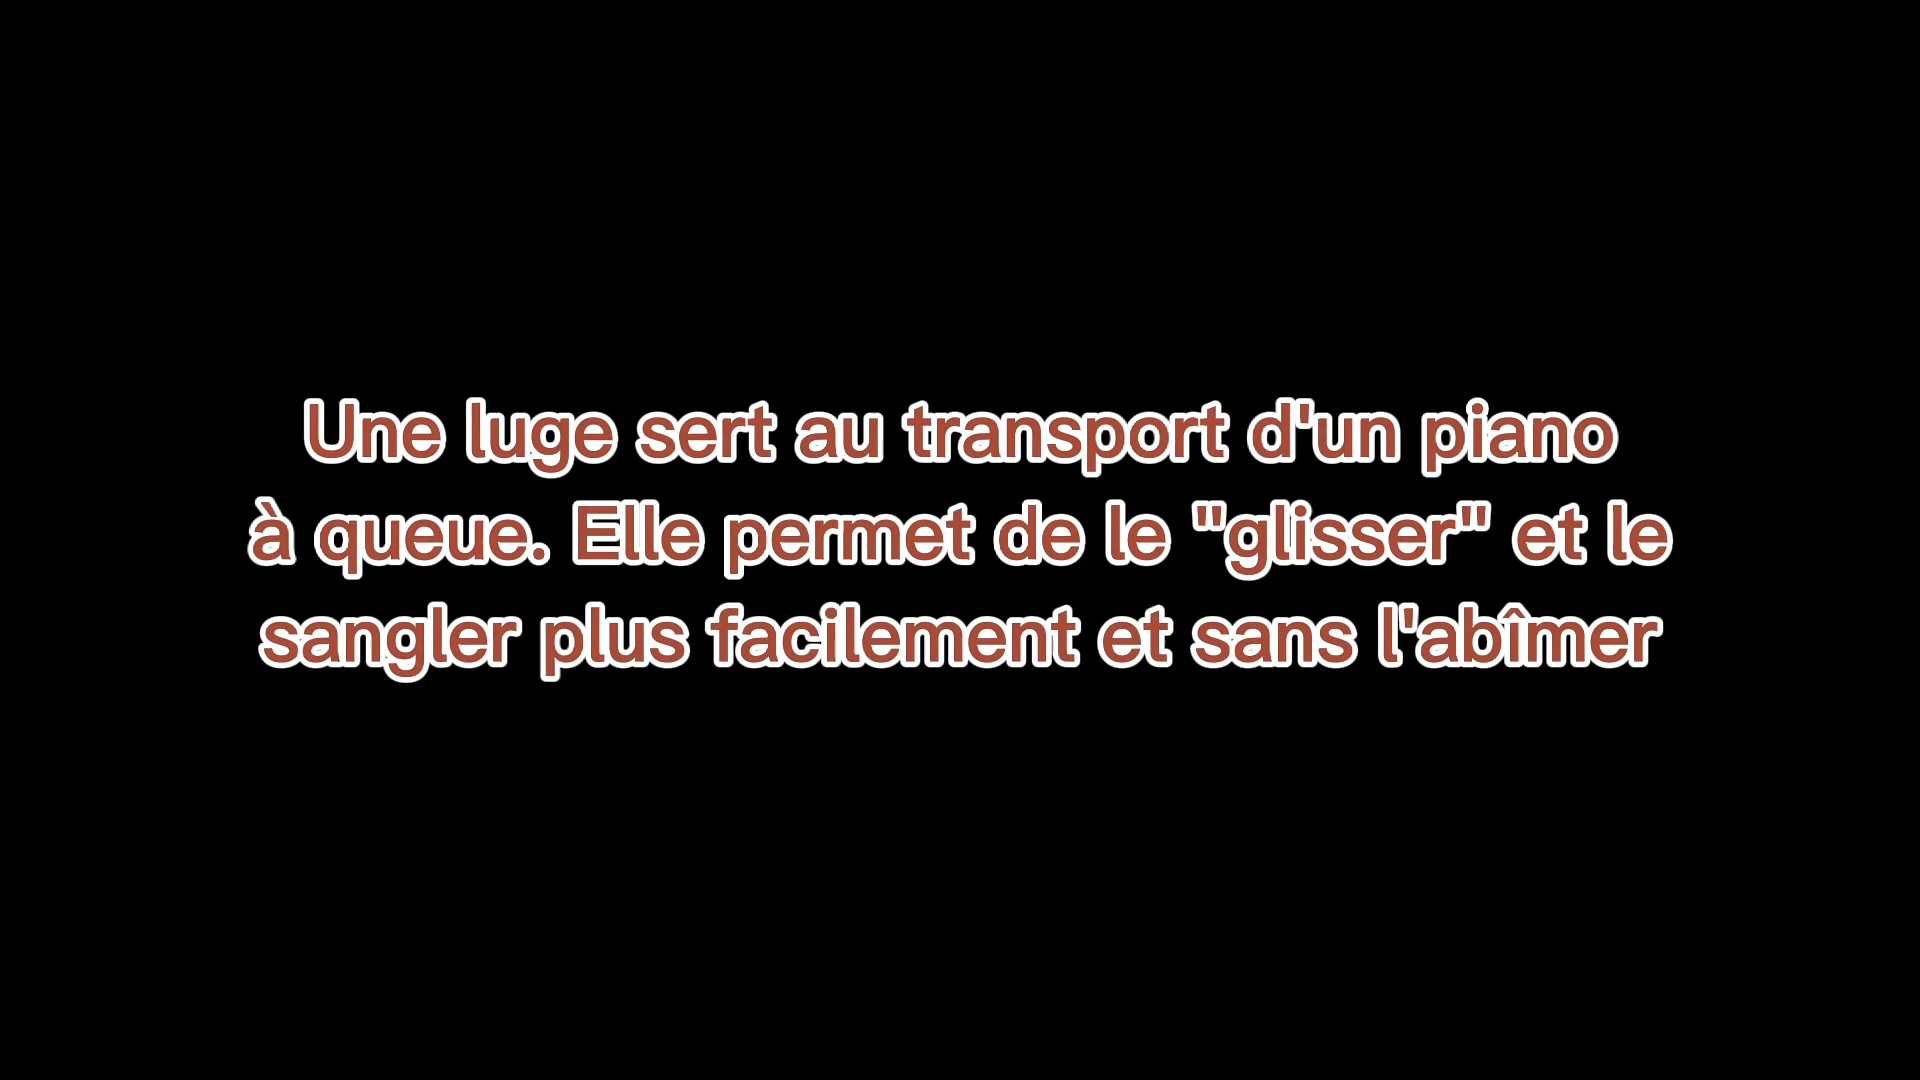 Une luge sert au transport d'un piano
à queue. Elle permet de le "glisser" et le
sangler plus facilement et sans l'abîmer